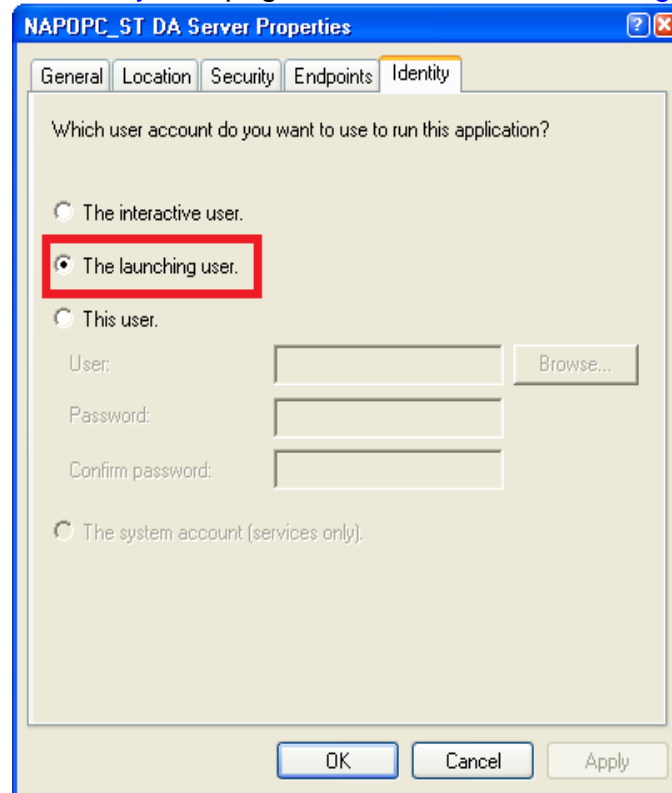 NAPOPC_ST DA Server Properties
General Location Security Endpoints Identity
Which user account do you want to use to run this application?
The interactive user.
The launching user.
This user.
User:
Browse...
Password:
Confirm password:
The system account (services only).
OK Cancel Apply